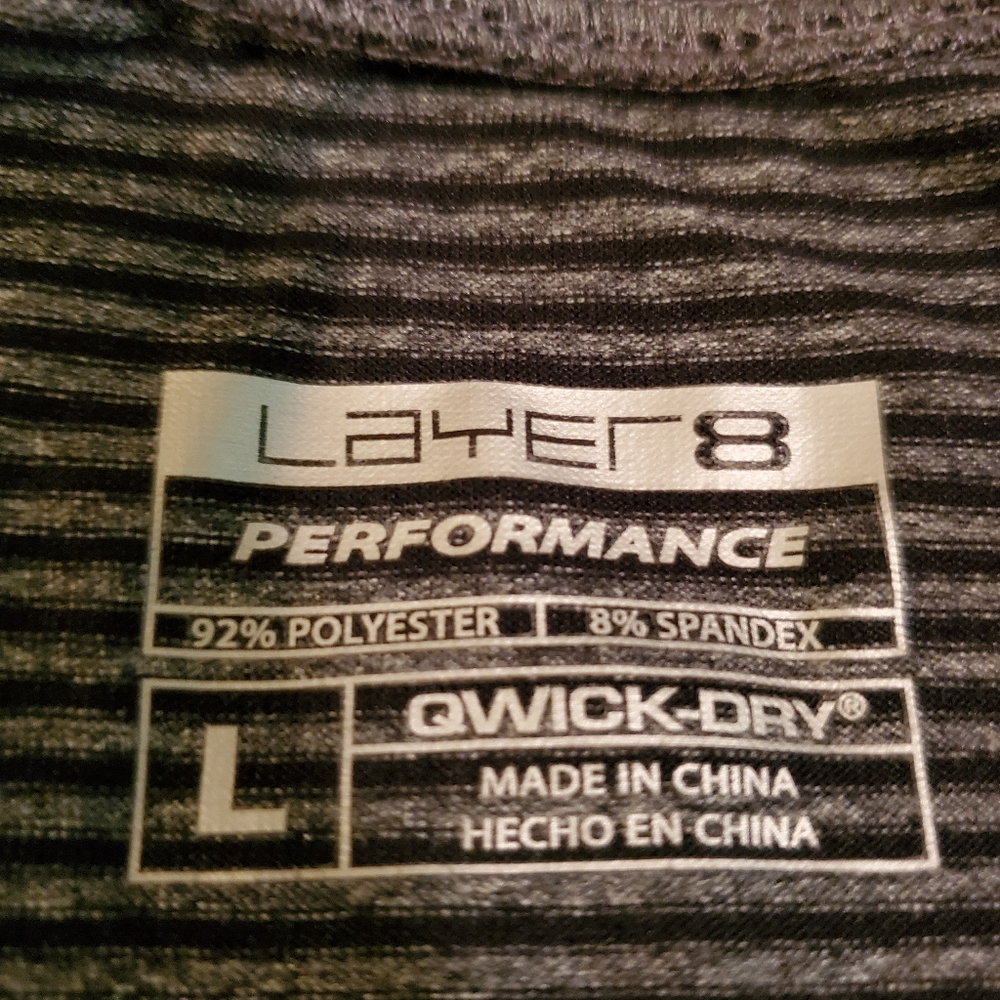 Layer8
PERFORMANCE
92% POLYESTER 8% SPANDEX
L
QWICK-DRY®
MADE IN CHINA
HECHO EN CHINA